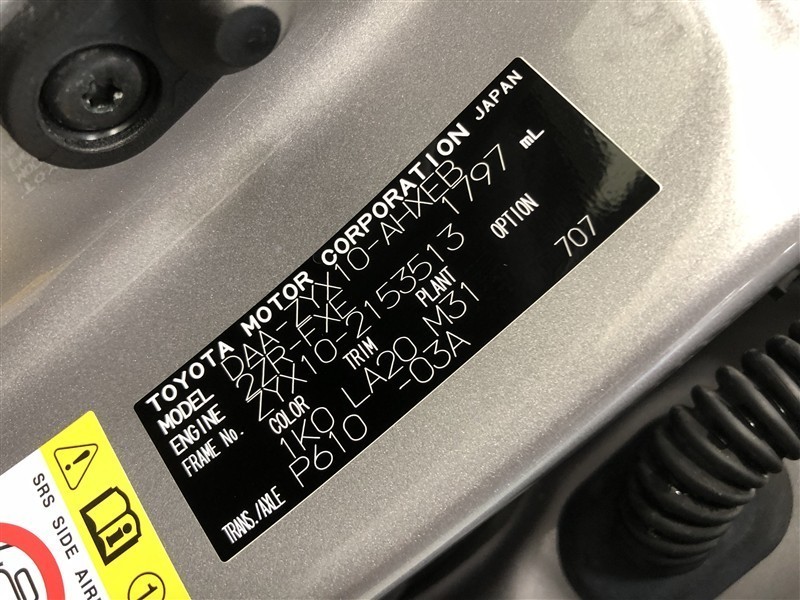 TOYOTA MOTOR CORPORATION JAPAN
MODEL DAA-ZYX10-AHXEB
ENGINE 2ZR-FXE 1797 mL
FRAME No. ZYX10-2153513
COLOR TRIM PLANT OPTION
1K0 LA20 M31 707
TRANS./AXLE P610 -03A
SRS SIDE AIR
1